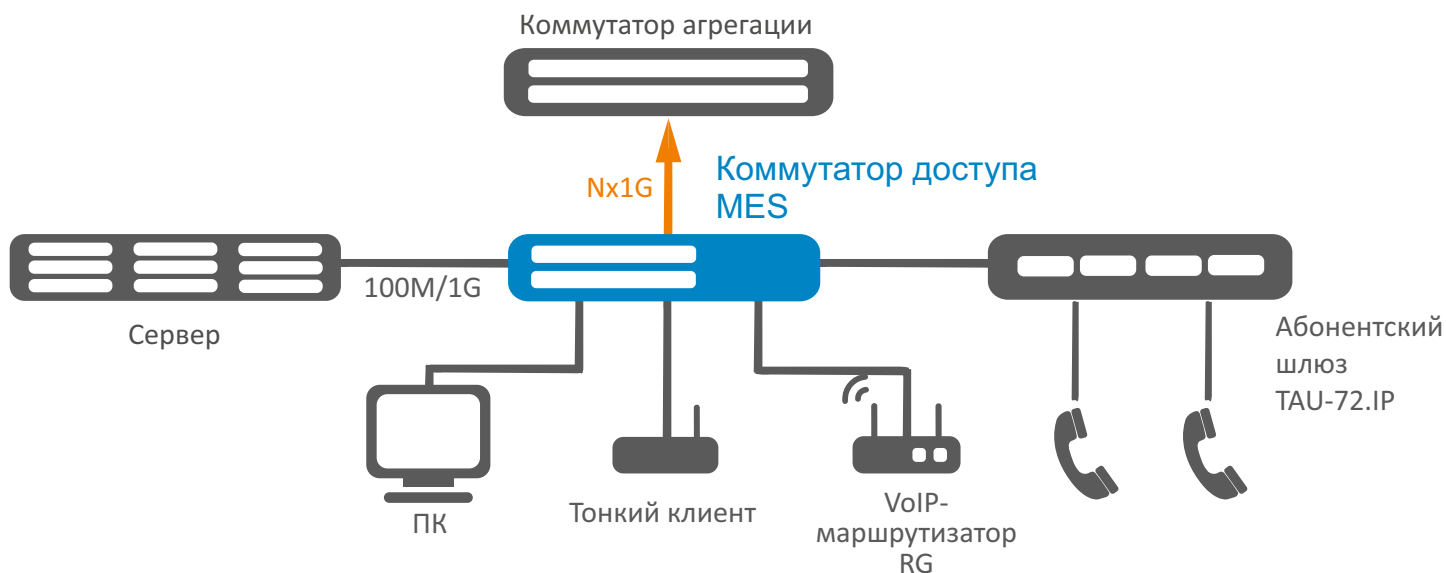 Коммутатор агрегации
Nx1G
Коммутатор доступа
MES
100M/1G
Сервер
Абонентский
шлюз
TAU-72.IP
ПК
Тонкий клиент
VoIP-
маршрутизатор
RG